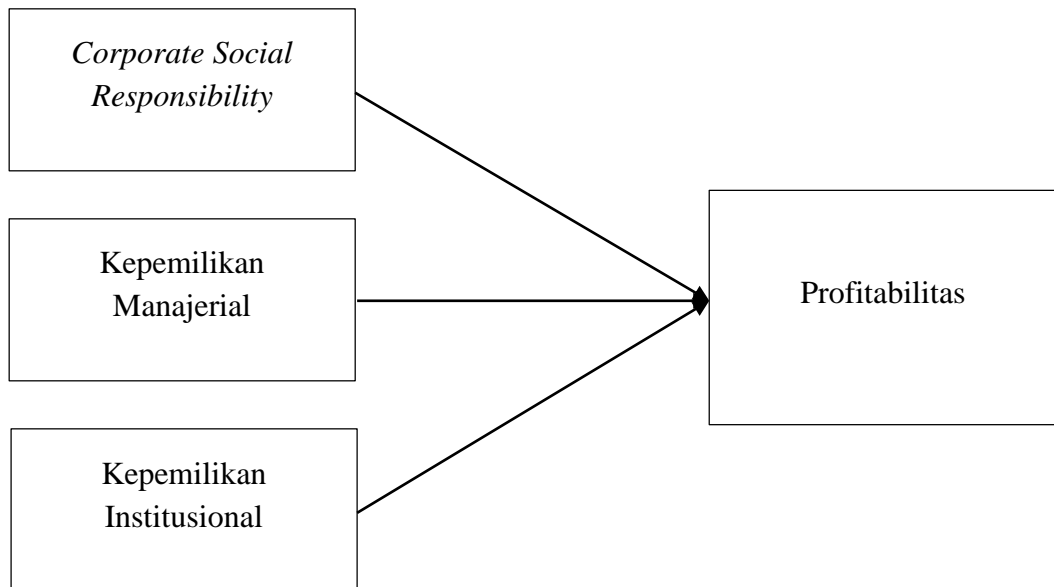 Corporate Social
Responsibility
Kepemilikan
Manajerial
Profitabilitas
Kepemilikan
Institusional